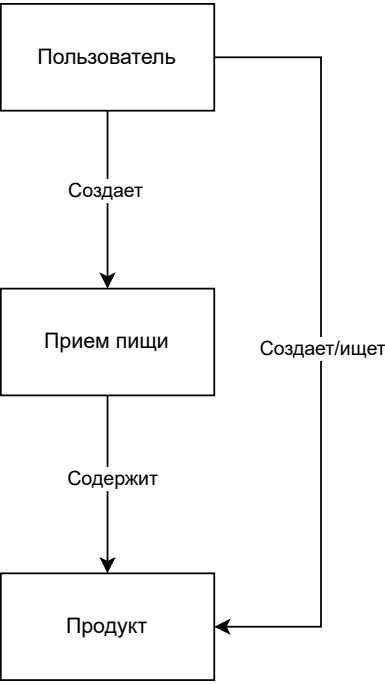 Пользователь
Создает
Прием пищи
Создает/ищет
Содержит
Продукт